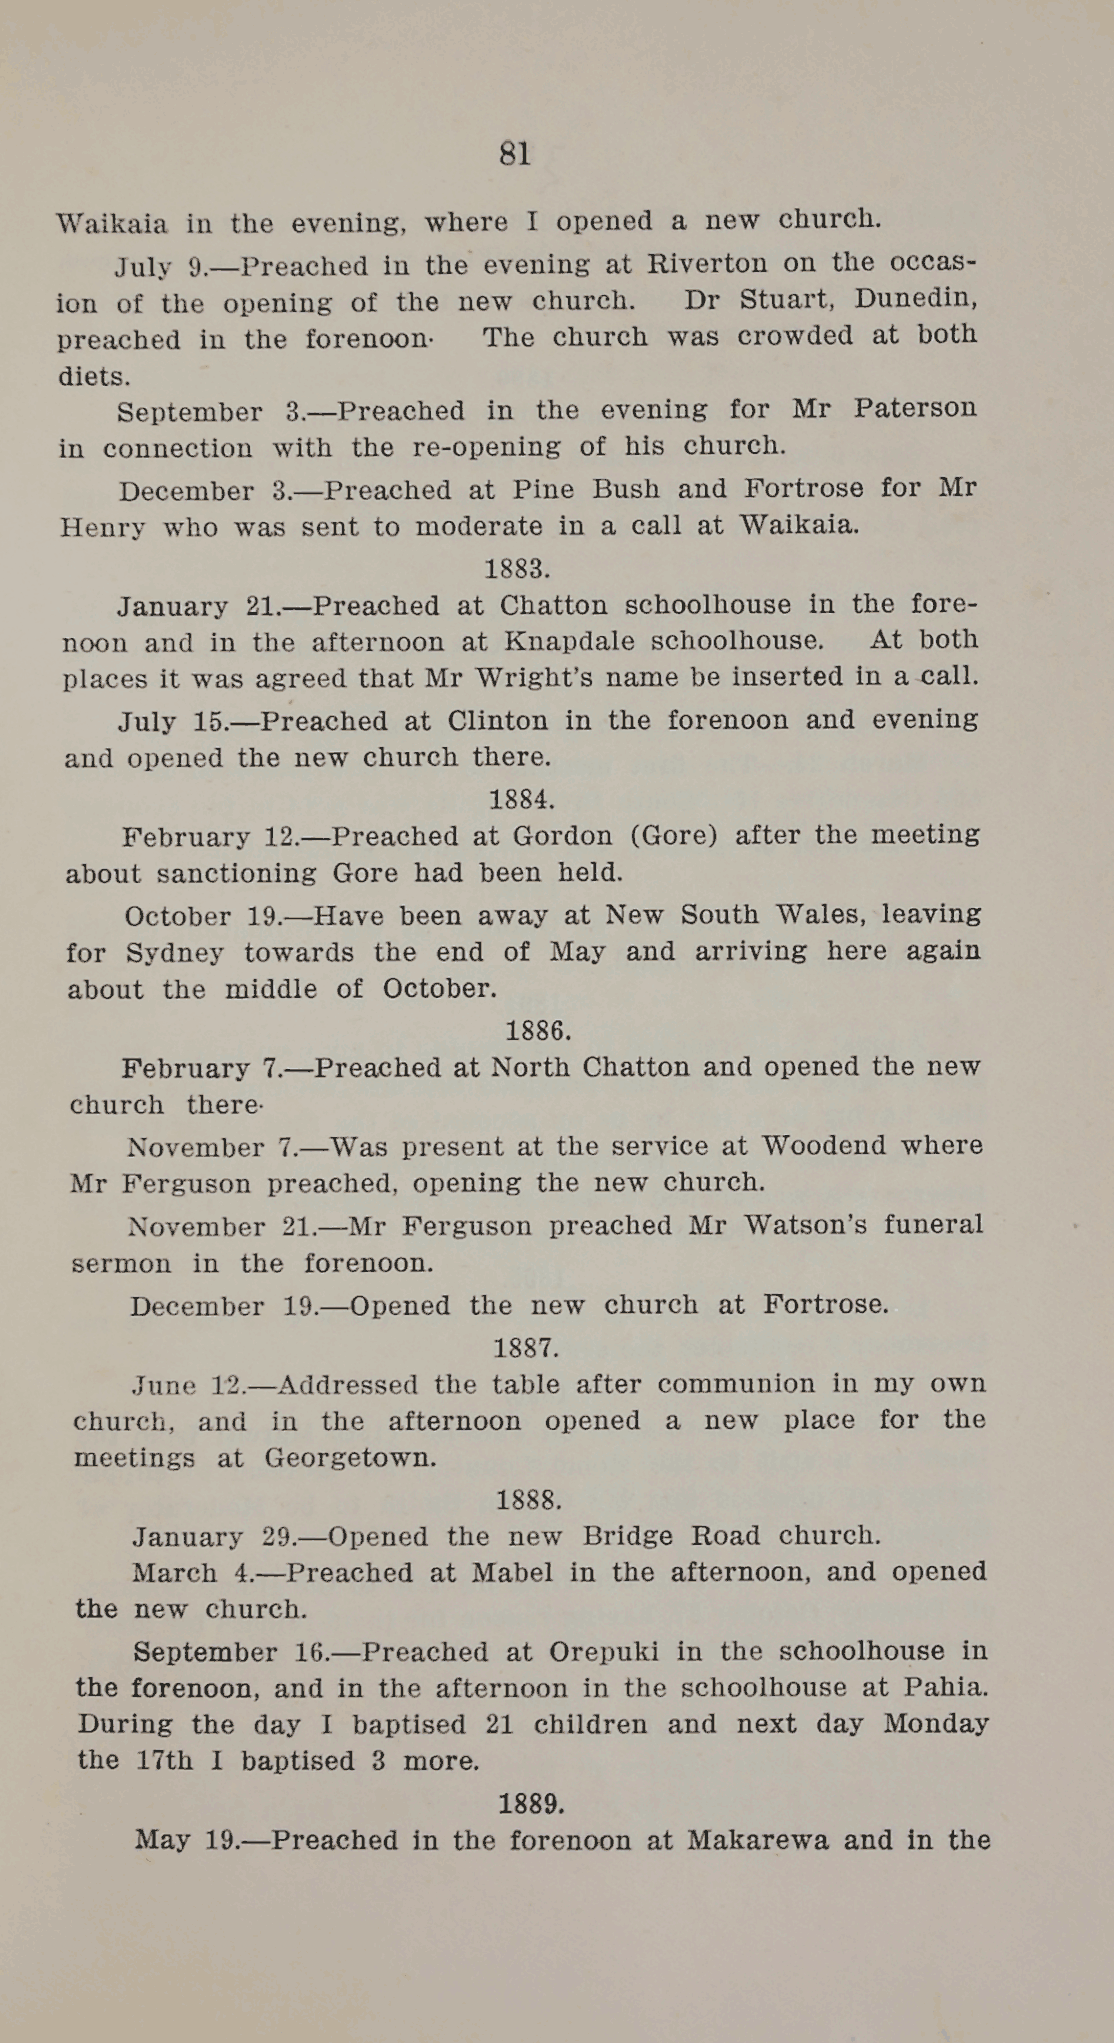 81
Waikaia in the evening, where I opened a new church.
July 9.—Preached in the evening at Riverton on the occas-
ion of the opening of the new church. Dr Stuart, Dunedin,
preached in the forenoon· The church was crowded at both
diets.
September 3.—Preached in the evening for Mr Paterson
in connection with the re-opening of his church.
December 3.—Preached at Pine Bush and Fortrose for Mr
Henry who was sent to moderate in a call at Waikaia.
1883.
January 21.—Preached at Chatton schoolhouse in the fore-
noon and in the afternoon at Knapdale schoolhouse. At both
places it was agreed that Mr Wright's name be inserted in a call.
July 15.—Preached at Clinton in the forenoon and evening
and opened the new church there.
1884.
February 12.—Preached at Gordon (Gore) after the meeting
about sanctioning Gore had been held.
October 19.—Have been away at New South Wales, leaving
for Sydney towards the end of May and arriving here again
about the middle of October.
1886.
February 7.—Preached at North Chatton and opened the new
church there·
November 7.—Was present at the service at Woodend where
Mr Ferguson preached, opening the new church.
November 21.—Mr Ferguson preached Mr Watson's funeral
sermon in the forenoon.
December 19.—Opened the new church at Fortrose.
1887.
June 12.—Addressed the table after communion in my own
church, and in the afternoon opened a new place for the
meetings at Georgetown.
1888.
January 29.—Opened the new Bridge Road church.
March 4.—Preached at Mabel in the afternoon, and opened
the new church.
September 16.—Preached at Orepuki in the schoolhouse in
the forenoon, and in the afternoon in the schoolhouse at Pahia.
During the day I baptised 21 children and next day Monday
the 17th I baptised 3 more.
1889.
May 19.—Preached in the forenoon at Makarewa and in the